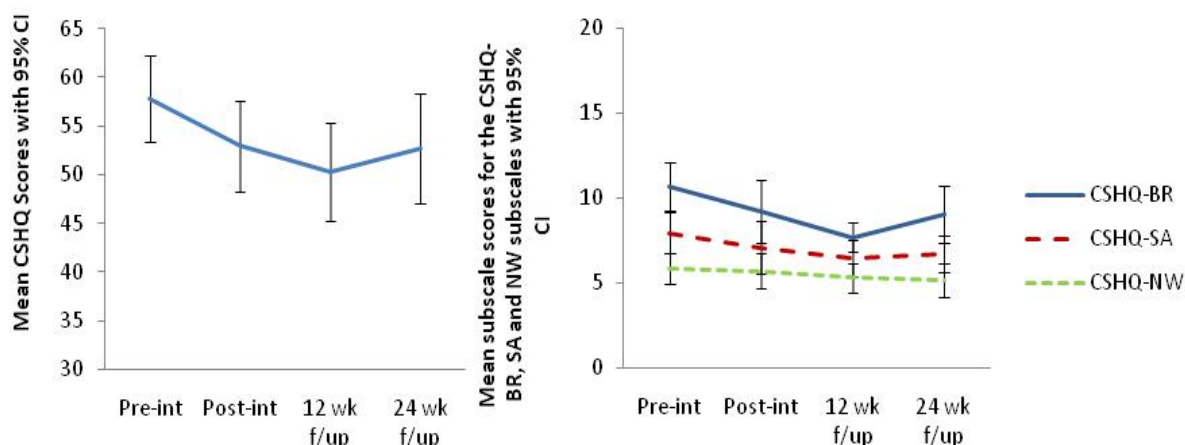 Mean CSHQ Scores with 95% CI
65
60
55
50
45
40
35
30
Pre-int
Post-int
12 wk
f/up
24 wk
f/up
Mean subscale scores for the CSHQ-
BR, SA and NW subscales with 95%
CI
20
15
10
5
0
Pre-int
Post-int
12 wk
f/up
24 wk
f/up
CSHQ-BR
CSHQ-SA
CSHQ-NW